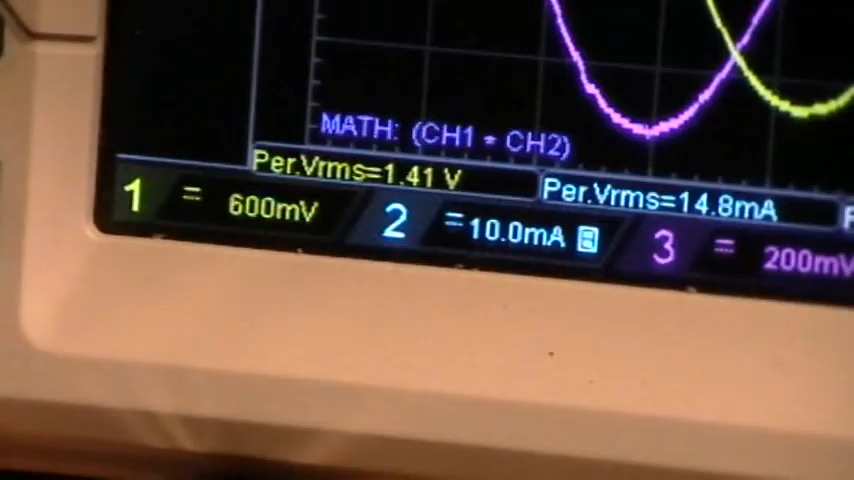 MATH: (CH1 * CH2)
Per.Vrms=1.41 V
Per.Vrms=14.8mA
1 = 600mV
2 = 10.0mA B
3 = 200mV